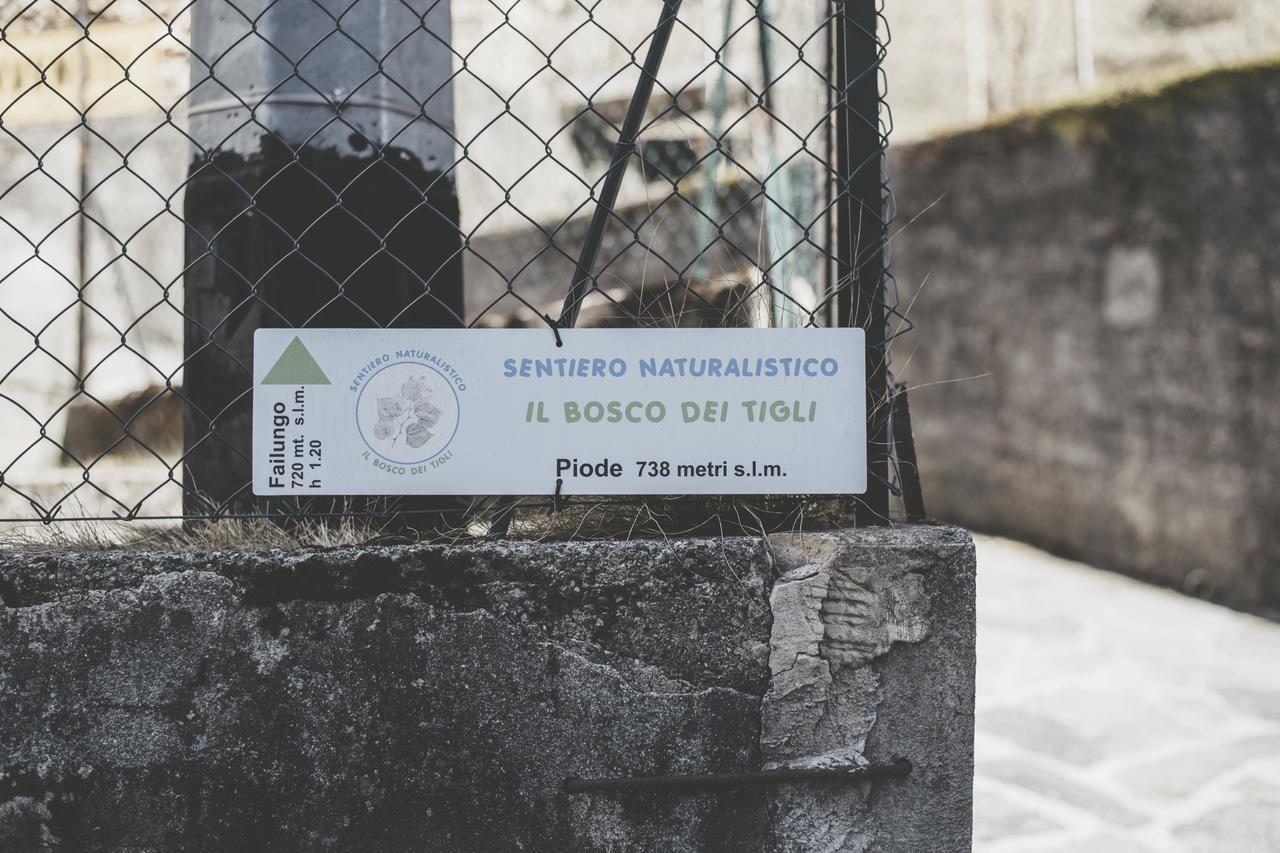 Failungo
720 mt. s.l.m.
h 1.20
SENTIERO NATURALISTICO
IL BOSCO DEI TIGLI
SENTIERO NATURALISTICO
IL BOSCO DEI TIGLI
Piode 738 metri s.l.m.